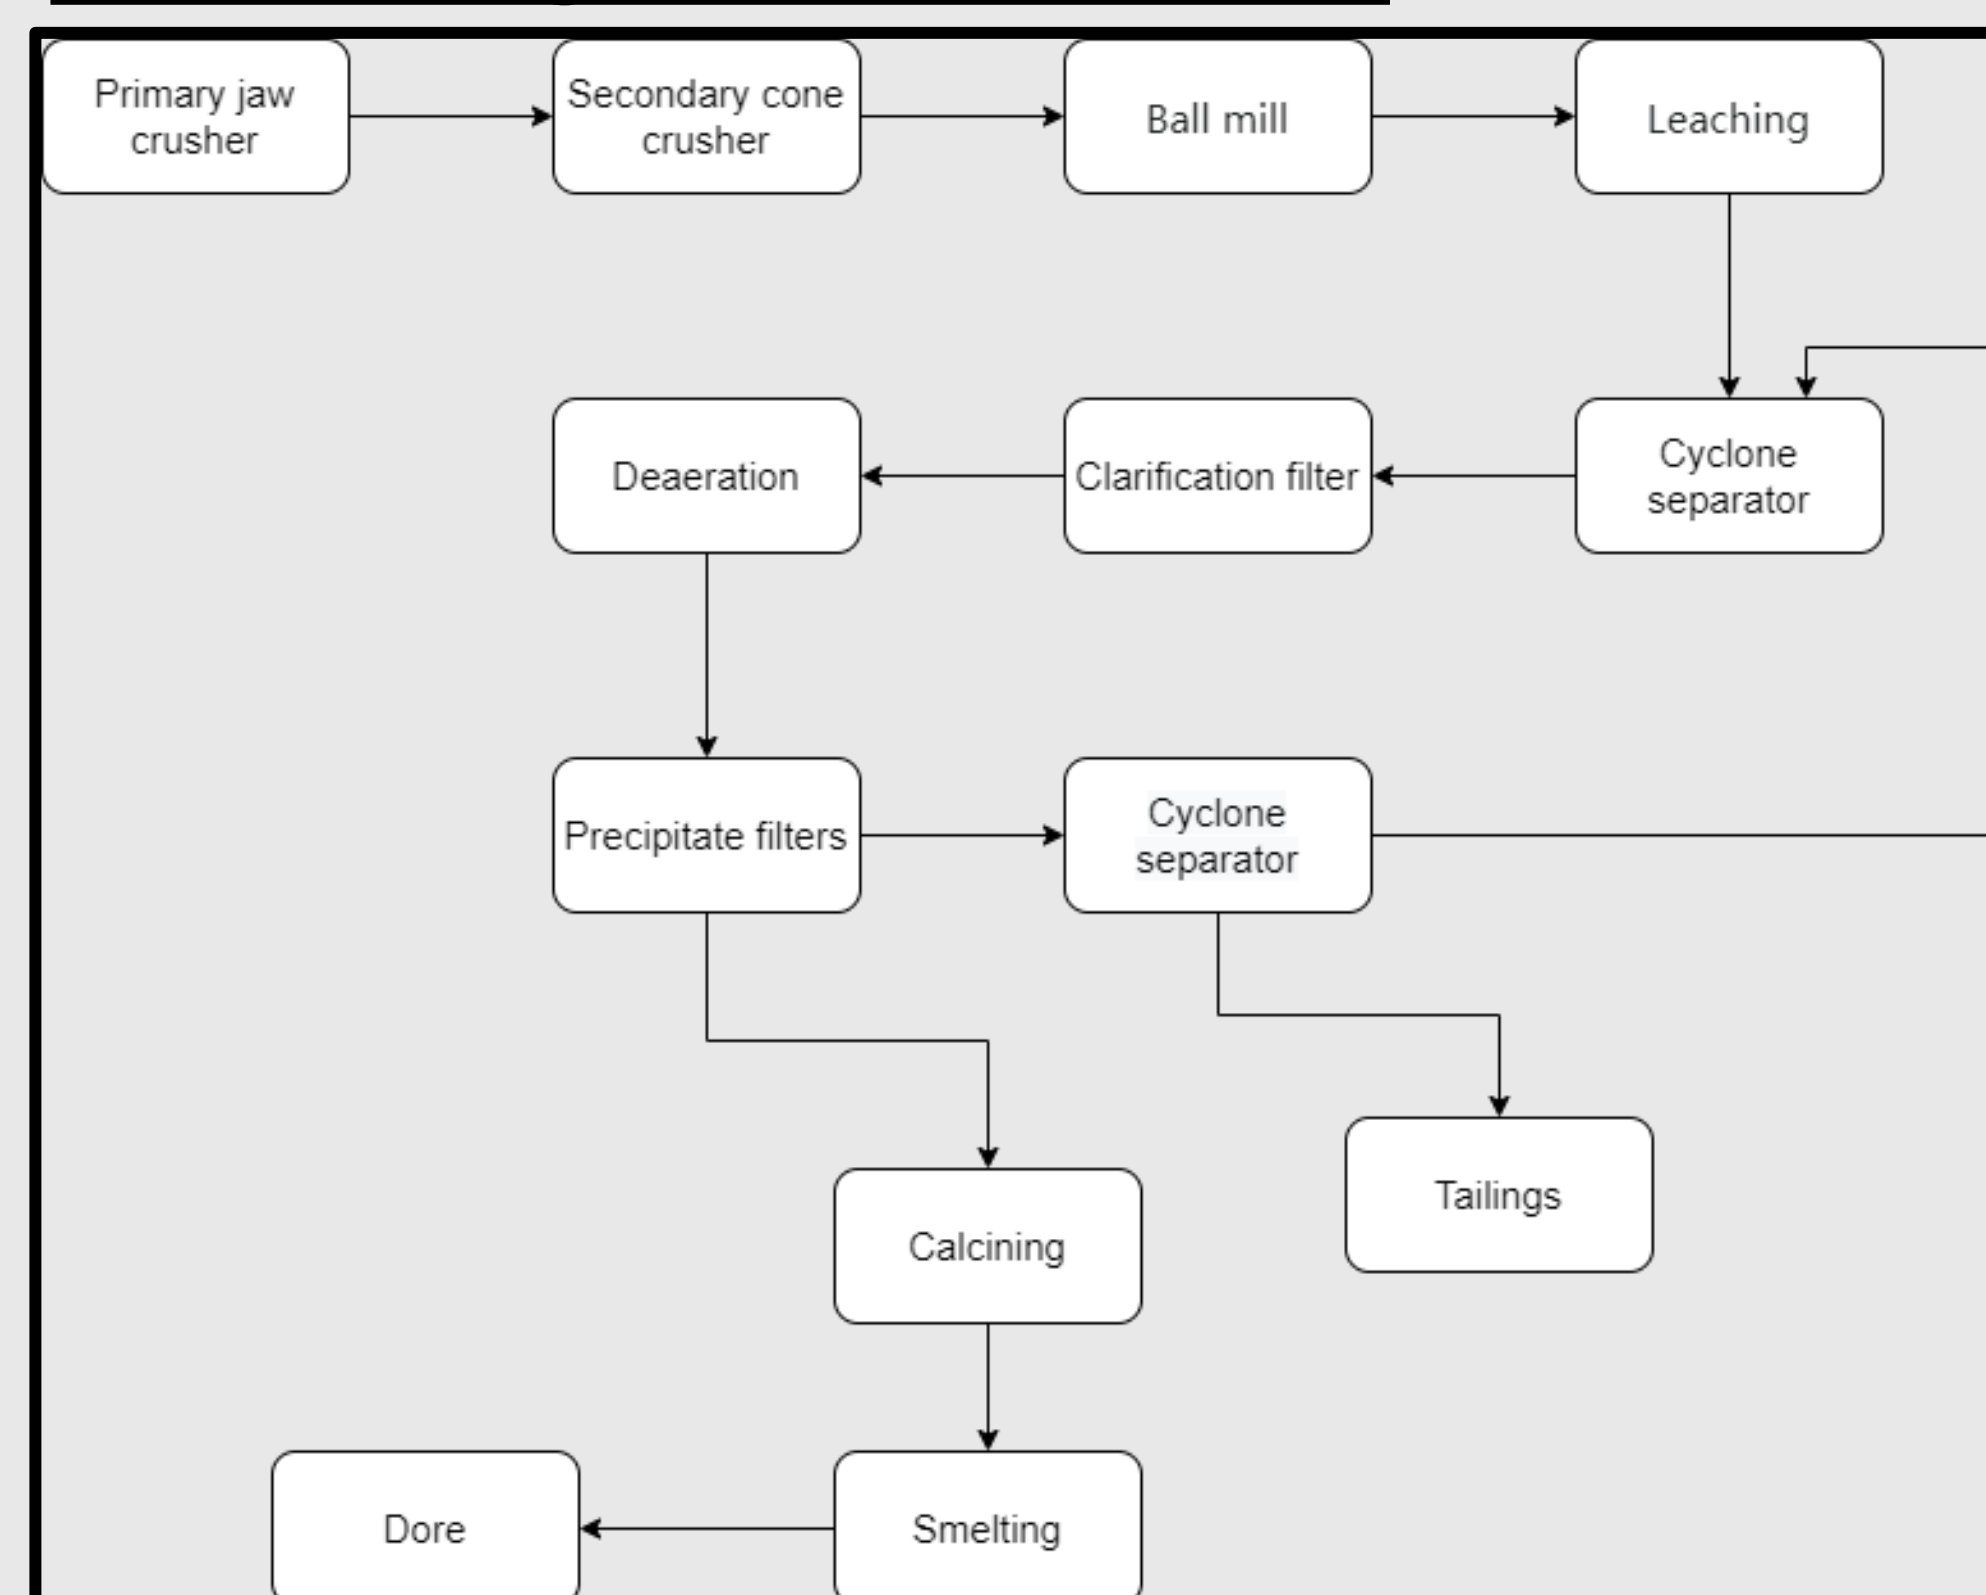 Primary jaw
crusher
Secondary cone
crusher
Ball mill
Leaching
Deaeration
Clarification filter
Cyclone
separator
Precipitate filters
Cyclone
separator
Calcining
Tailings
Dore
Smelting